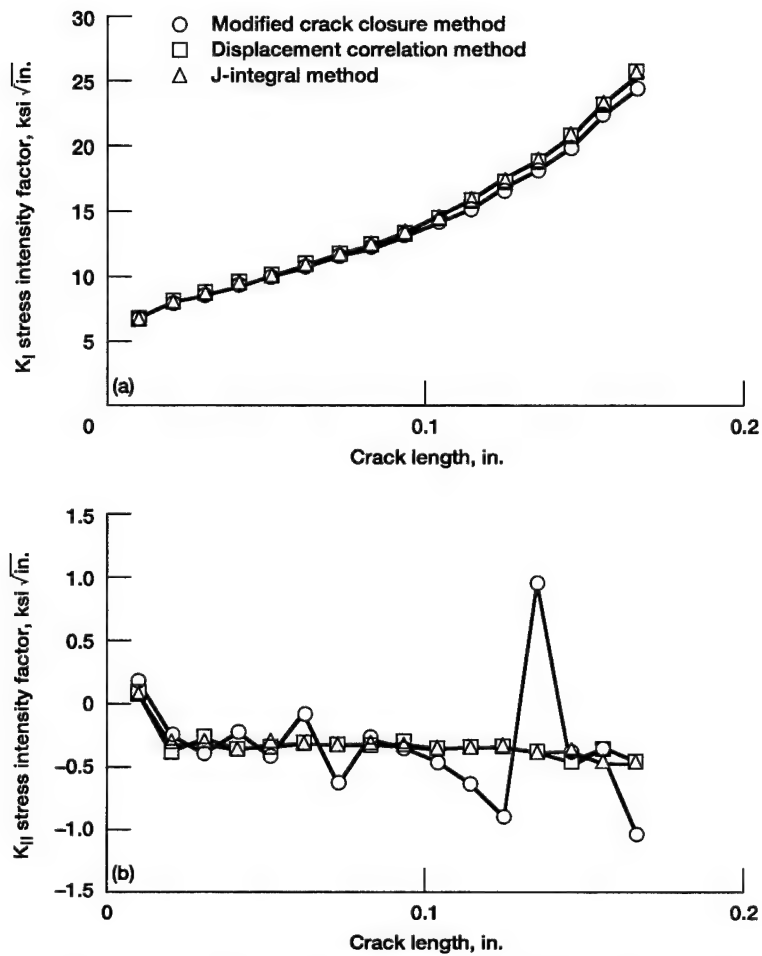 30
25
20
15
10
5
0
0.1
0.2
K_I stress intensity factor, ksi √in.
Modified crack closure method
Displacement correlation method
J-integral method
(a)
Crack length, in.
1.5
1.0
0.5
0
–0.5
–1.0
–1.5
K_II stress intensity factor, ksi √in.
(b)
0
0.1
0.2
Crack length, in.